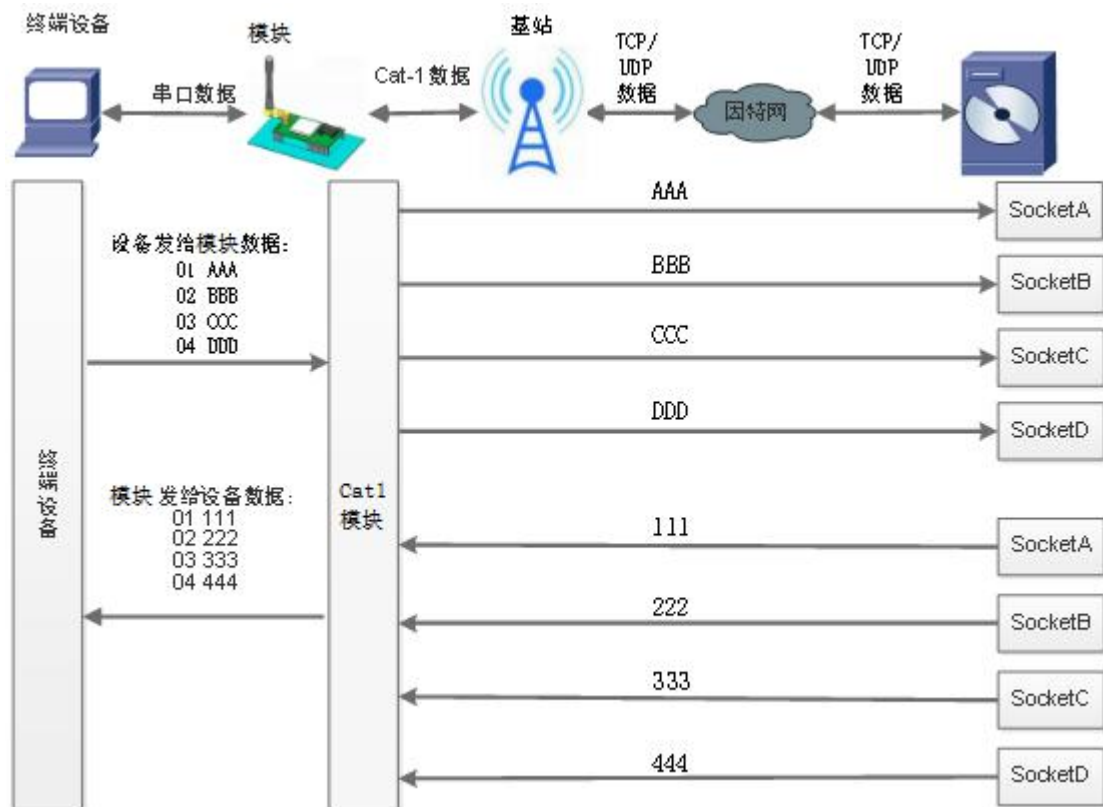 终端设备
模块
基站
TCP/
UDP
数据
TCP/
UDP
数据
串口数据
Cat-1 数据
因特网
设备发给模块数据：
01 AAA
02 BBB
03 CCC
04 DDD
AAA
SocketA
BBB
SocketB
CCC
SocketC
DDD
SocketD
模块 发给设备数据：
01 111
02 222
03 333
04 444
Cat1
模块
111
SocketA
222
SocketB
333
SocketC
444
SocketD